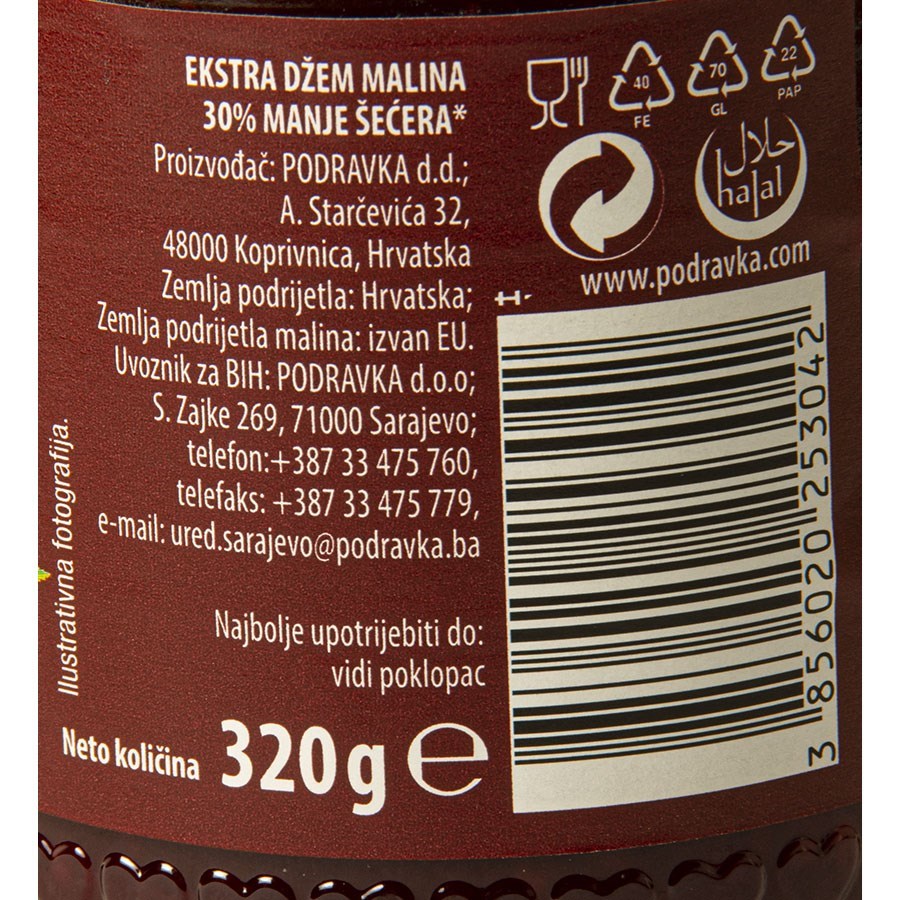 EKSTRA DŽEM MALINA
30% MANJE ŠEĆERA*
Proizvođač: PODRAVKA d.d.;
A. Starčevića 32,
48000 Koprivnica, Hrvatska
Zemlja podrijetla: Hrvatska;
Zemlja podrijetla malina: izvan EU.
Uvoznik za BIH: PODRAVKA d.o.o;
S. Zajke 269, 71000 Sarajevo;
telefon:+387 33 475 760,
telefaks: +387 33 475 779,
e-mail: ured.sarajevo@podravka.ba
Najbolje upotrijebiti do:
vidi poklopac
Neto količina 320g e
Ilustrativna fotografija.
40
FE
70
GL
22
PAP
حلال
halal
www.podravka.com
3 856020 253042